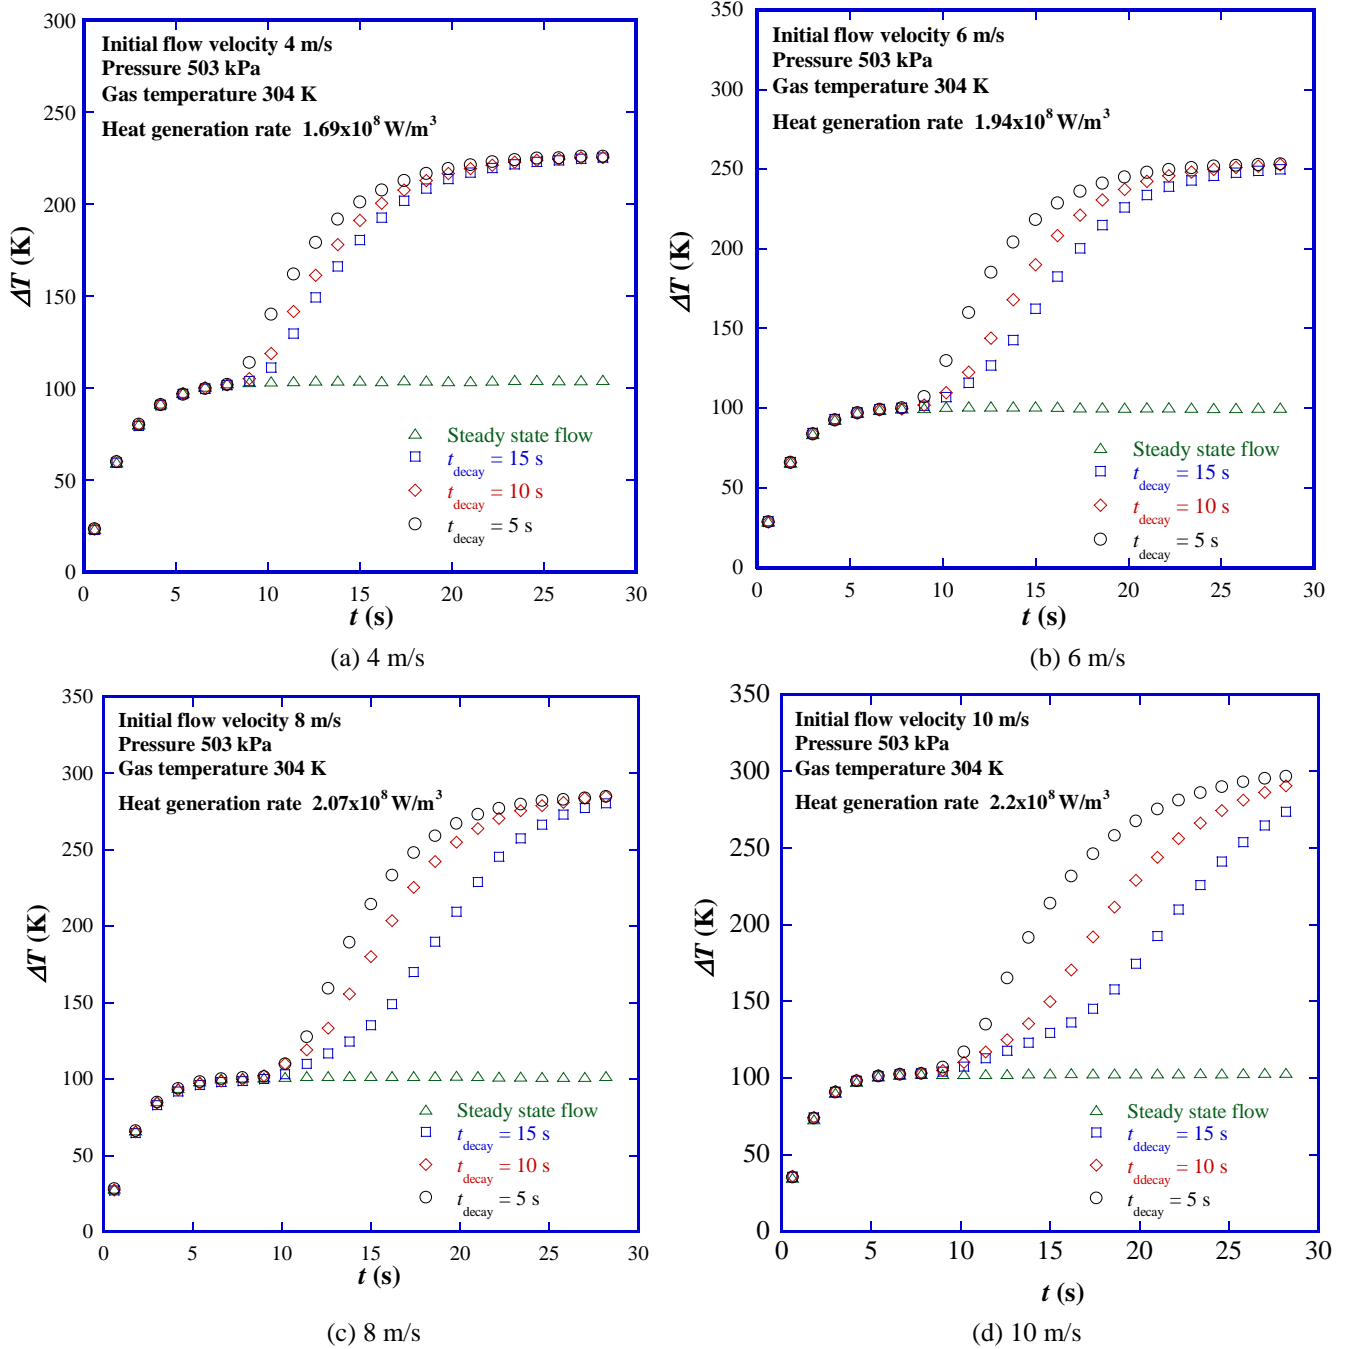 300
250
200
150
100
50
0
0 5 10 15 20 25 30
ΔT (K)
t (s)
Initial flow velocity 4 m/s
Pressure 503 kPa
Gas temperature 304 K
Heat generation rate 1.69x10⁸ W/m³
Steady state flow
t_decay = 15 s
t_decay = 10 s
t_decay = 5 s
(a) 4 m/s
350
300
250
200
150
100
50
0
0 5 10 15 20 25 30
ΔT (K)
t (s)
Initial flow velocity 6 m/s
Pressure 503 kPa
Gas temperature 304 K
Heat generation rate 1.94x10⁸ W/m³
Steady state flow
t_decay = 15 s
t_decay = 10 s
t_decay = 5 s
(b) 6 m/s
350
300
250
200
150
100
50
0
0 5 10 15 20 25 30
ΔT (K)
t (s)
Initial flow velocity 8 m/s
Pressure 503 kPa
Gas temperature 304 K
Heat generation rate 2.07x10⁸ W/m³
Steady state flow
t_decay = 15 s
t_decay = 10 s
t_decay = 5 s
(c) 8 m/s
350
300
250
200
150
100
50
0
0 5 10 15 20 25 30
ΔT (K)
t (s)
Initial flow velocity 10 m/s
Pressure 503 kPa
Gas temperature 304 K
Heat generation rate 2.2x10⁸ W/m³
Steady state flow
t_ddecay = 15 s
t_ddecay = 10 s
t_decay = 5 s
(d) 10 m/s